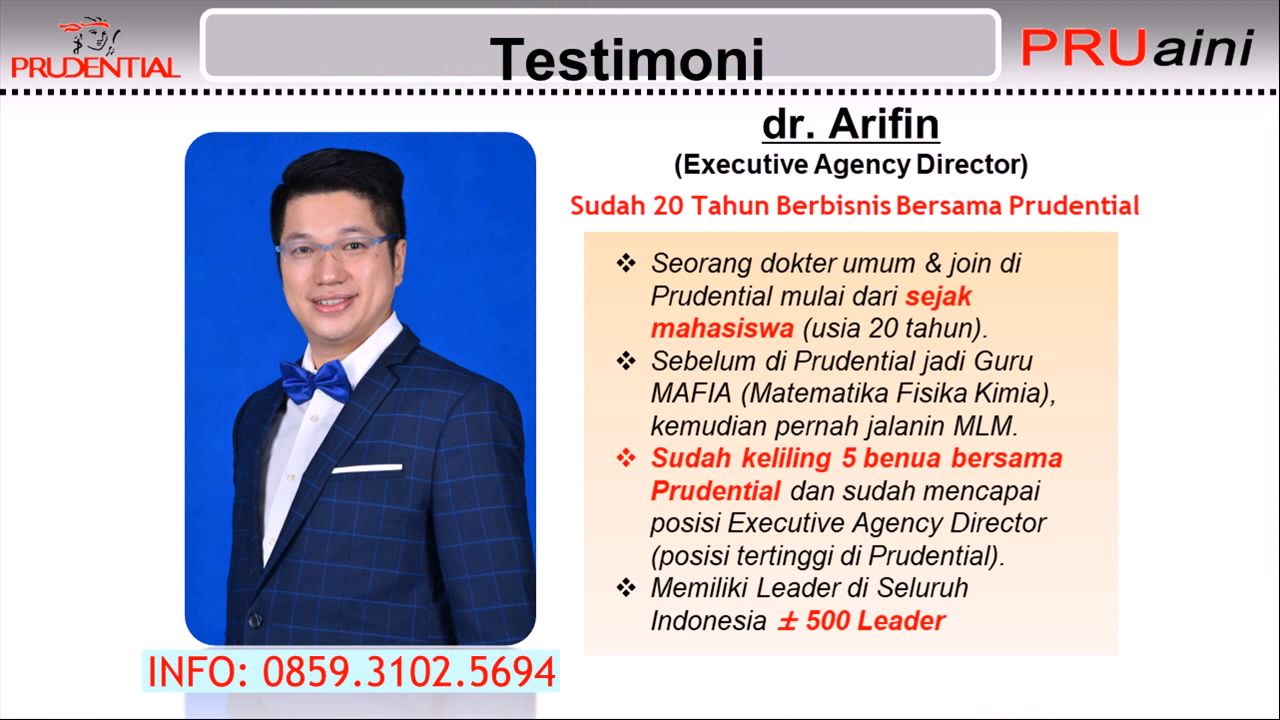 PRUDENTIAL
Testimoni
PRUaini
dr. Arifin
(Executive Agency Director)
Sudah 20 Tahun Berbisnis Bersama Prudential
❖ Seorang dokter umum & join di
Prudential mulai dari sejak
mahasiswa (usia 20 tahun).
❖ Sebelum di Prudential jadi Guru
MAFIA (Matematika Fisika Kimia),
kemudian pernah jalanin MLM.
❖ Sudah keliling 5 benua bersama
Prudential dan sudah mencapai
posisi Executive Agency Director
(posisi tertinggi di Prudential).
❖ Memiliki Leader di Seluruh
Indonesia ± 500 Leader
INFO: 0859.3102.5694